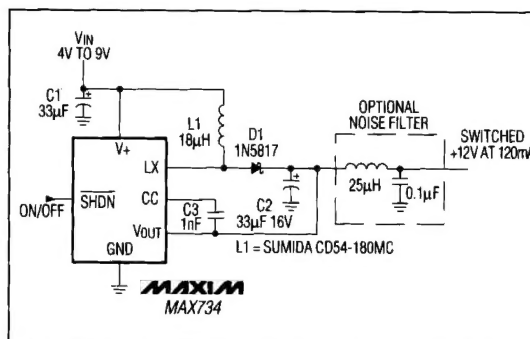 VIN
4V TO 9V
C1
33µF
V+
L1
18µH
D1
1N5817
OPTIONAL
NOISE FILTER
SWITCHED
+12V AT 120m
LX
CC
SHDN
ON/OFF
C3
1nF
C2
33µF 16V
25µH
0.1µF
VOUT
GND
L1 = SUMIDA CD54-180MC
MAXIM
MAX734